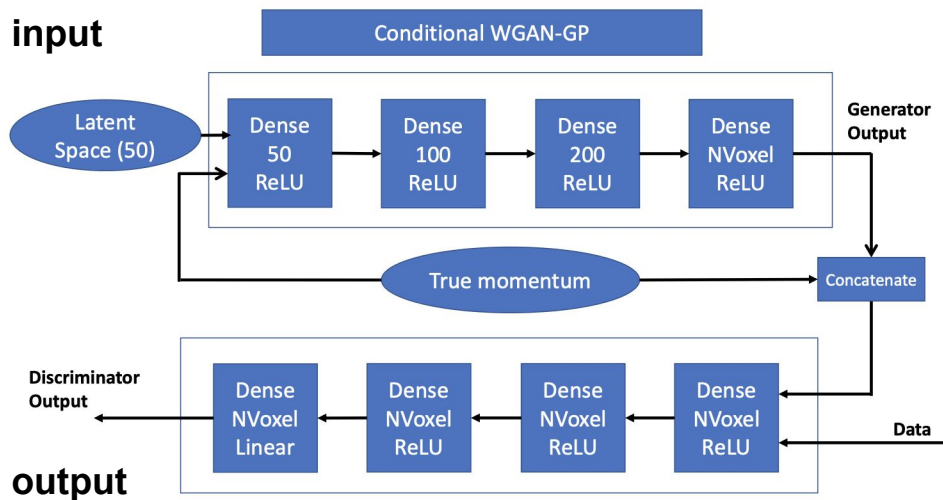 input
Conditional WGAN-GP
Latent
Space (50)
Dense
50
ReLU
Dense
100
ReLU
Dense
200
ReLU
Dense
NVoxel
ReLU
Generator
Output
True momentum
Concatenate
Discriminator
Output
Dense
NVoxel
Linear
Dense
NVoxel
ReLU
Dense
NVoxel
ReLU
Dense
NVoxel
ReLU
Data
output